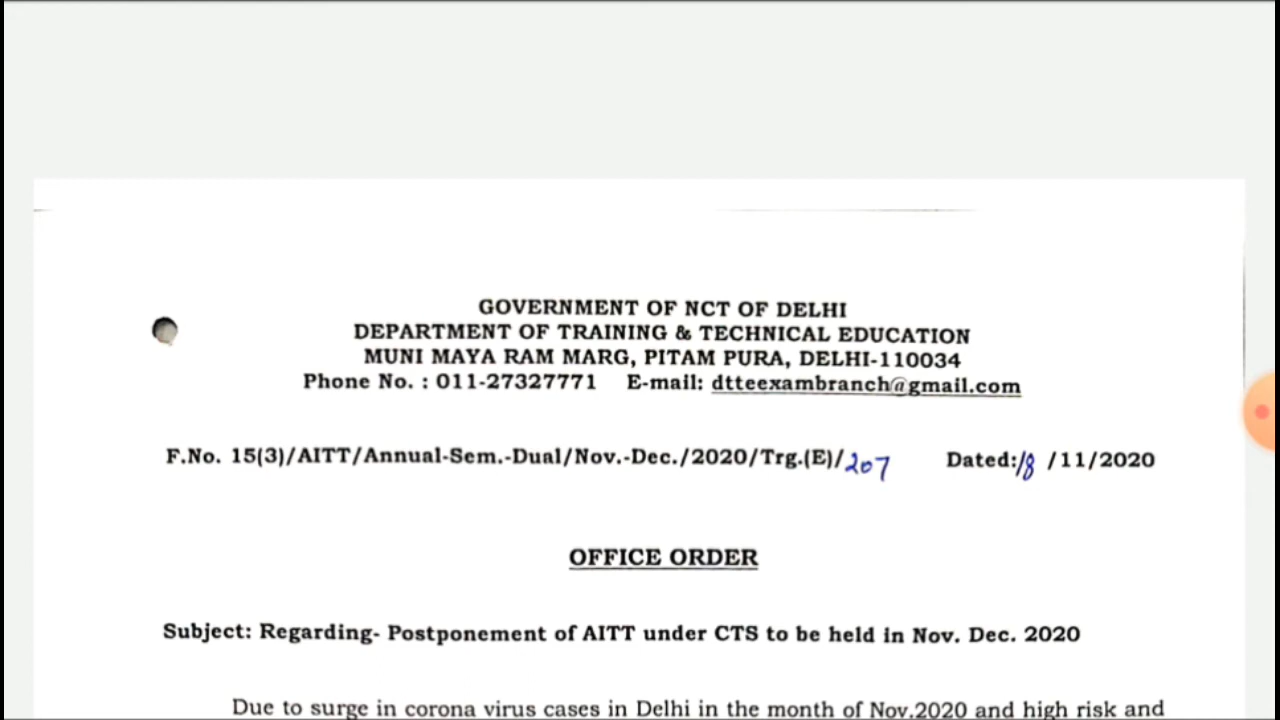 GOVERNMENT OF NCT OF DELHI
DEPARTMENT OF TRAINING & TECHNICAL EDUCATION
MUNI MAYA RAM MARG, PITAM PURA, DELHI-110034
Phone No. : 011-27327771 E-mail: dtteexambranch@gmail.com
F.No. 15(3)/AITT/Annual-Sem.-Dual/Nov.-Dec./2020/Trg.(E)/207 Dated:18 /11/2020
OFFICE ORDER
Subject: Regarding- Postponement of AITT under CTS to be held in Nov. Dec. 2020
Due to surge in corona virus cases in Delhi in the month of Nov.2020 and high risk and